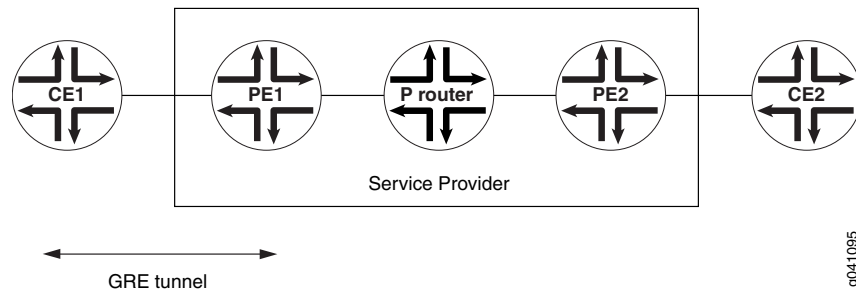 CE1
PE1
P router
PE2
CE2
Service Provider
GRE tunnel
g041095